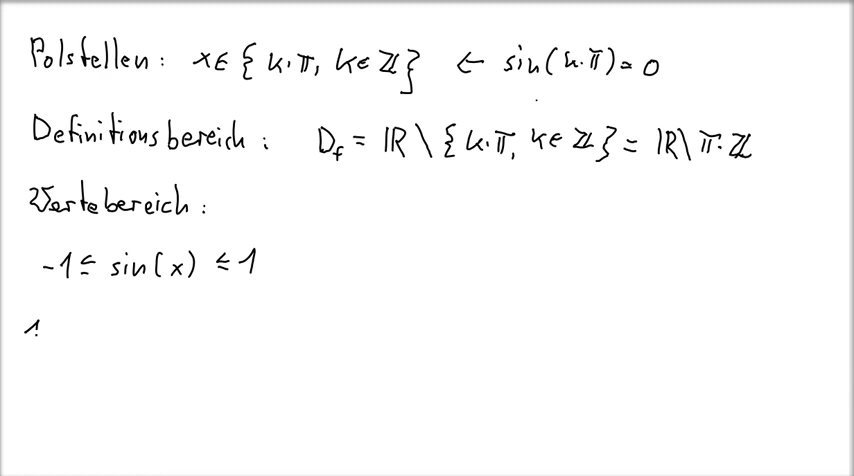 Polstellen: x∈{k·π, k∈ℤ} ← sin(k·π)=0
Definitionsbereich: D_f = ℝ\{k·π, k∈ℤ} = ℝ\π·ℤ
Wertebereich:
-1 ≤ sin(x) ≤ 1
1.